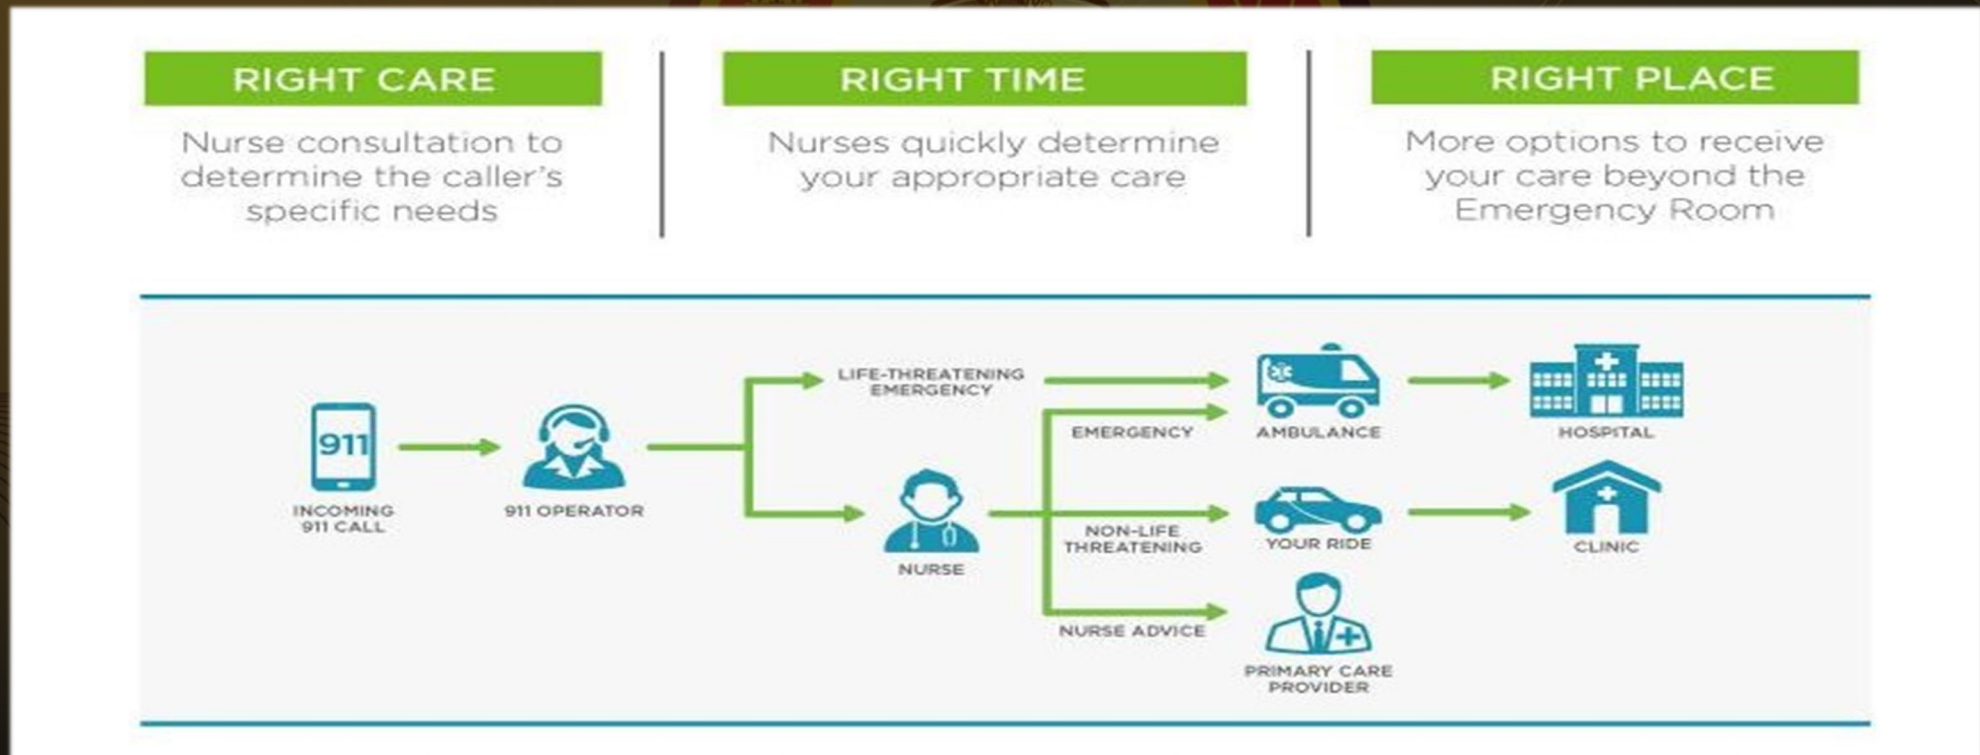 RIGHT CARE
Nurse consultation to
determine the caller's
specific needs
RIGHT TIME
Nurses quickly determine
your appropriate care
RIGHT PLACE
More options to receive
your care beyond the
Emergency Room
911
INCOMING
911 CALL
911 OPERATOR
LIFE-THREATENING
EMERGENCY
NURSE
EMERGENCY
NON-LIFE
THREATENING
NURSE ADVICE
AMBULANCE
HOSPITAL
YOUR RIDE
CLINIC
PRIMARY CARE
PROVIDER